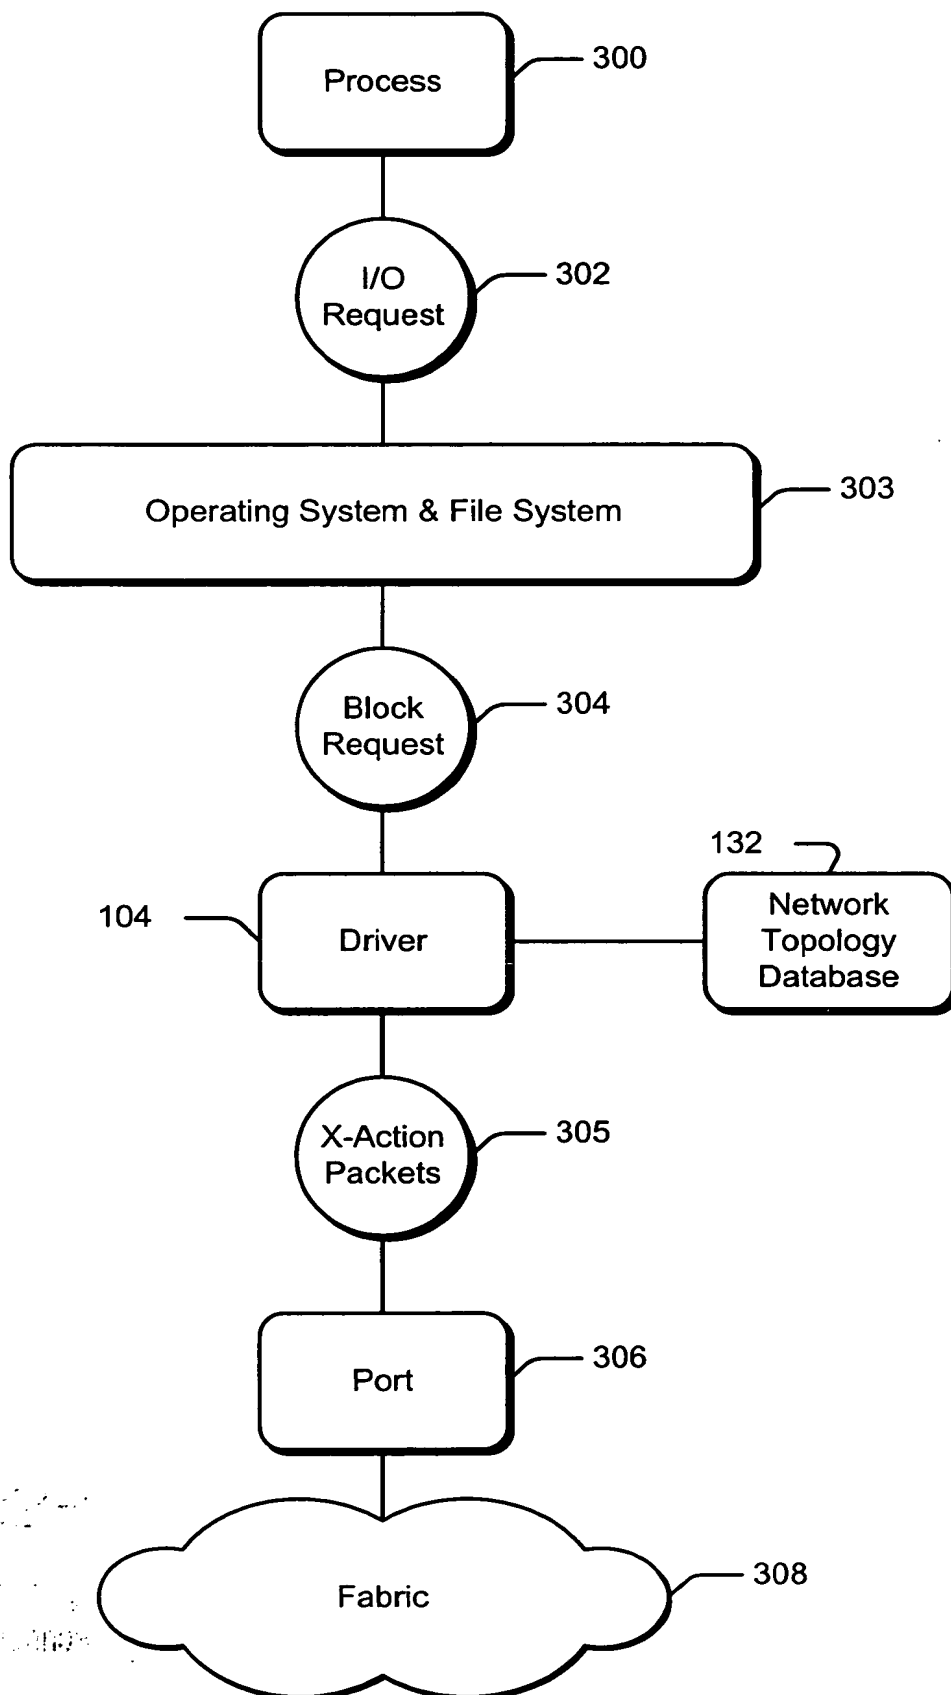 Process
300
I/O
Request
302
Operating System & File System
303
Block
Request
304
132
104
Driver
Network
Topology
Database
X-Action
Packets
305
Port
306
Fabric
308